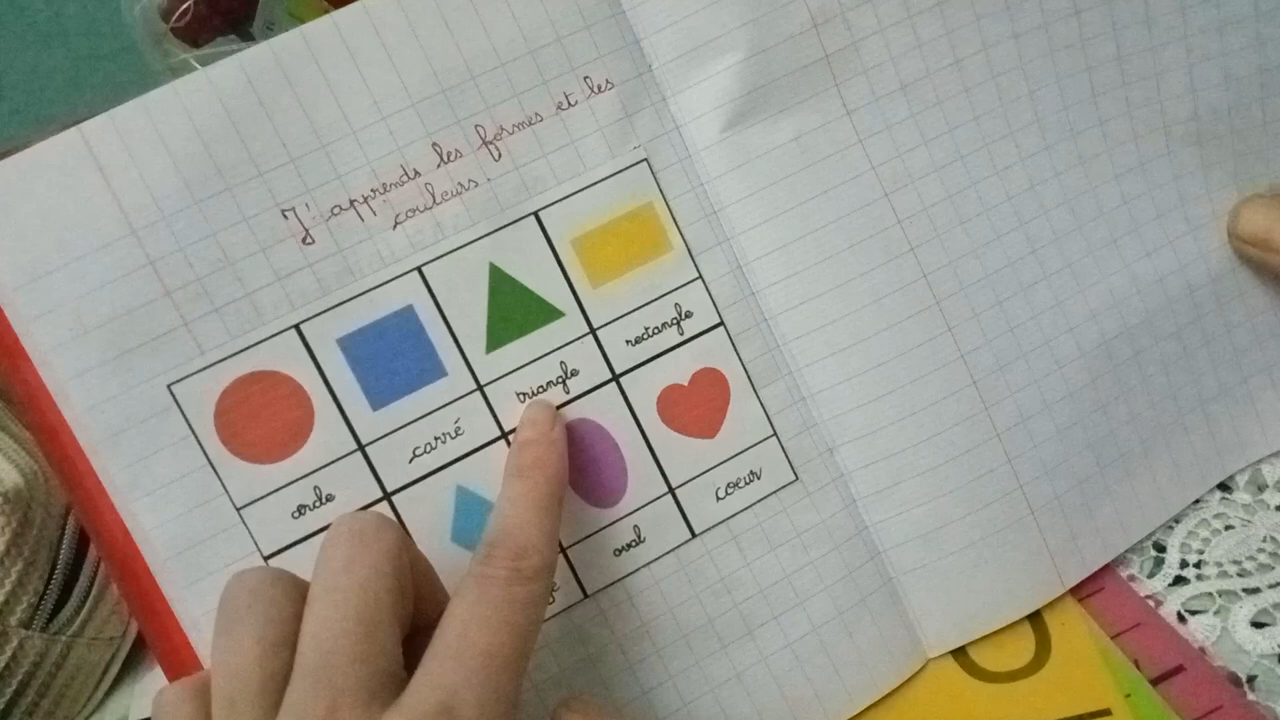 J'apprends les formes et les
couleurs.
cercle carré triangle rectangle
oval coeur